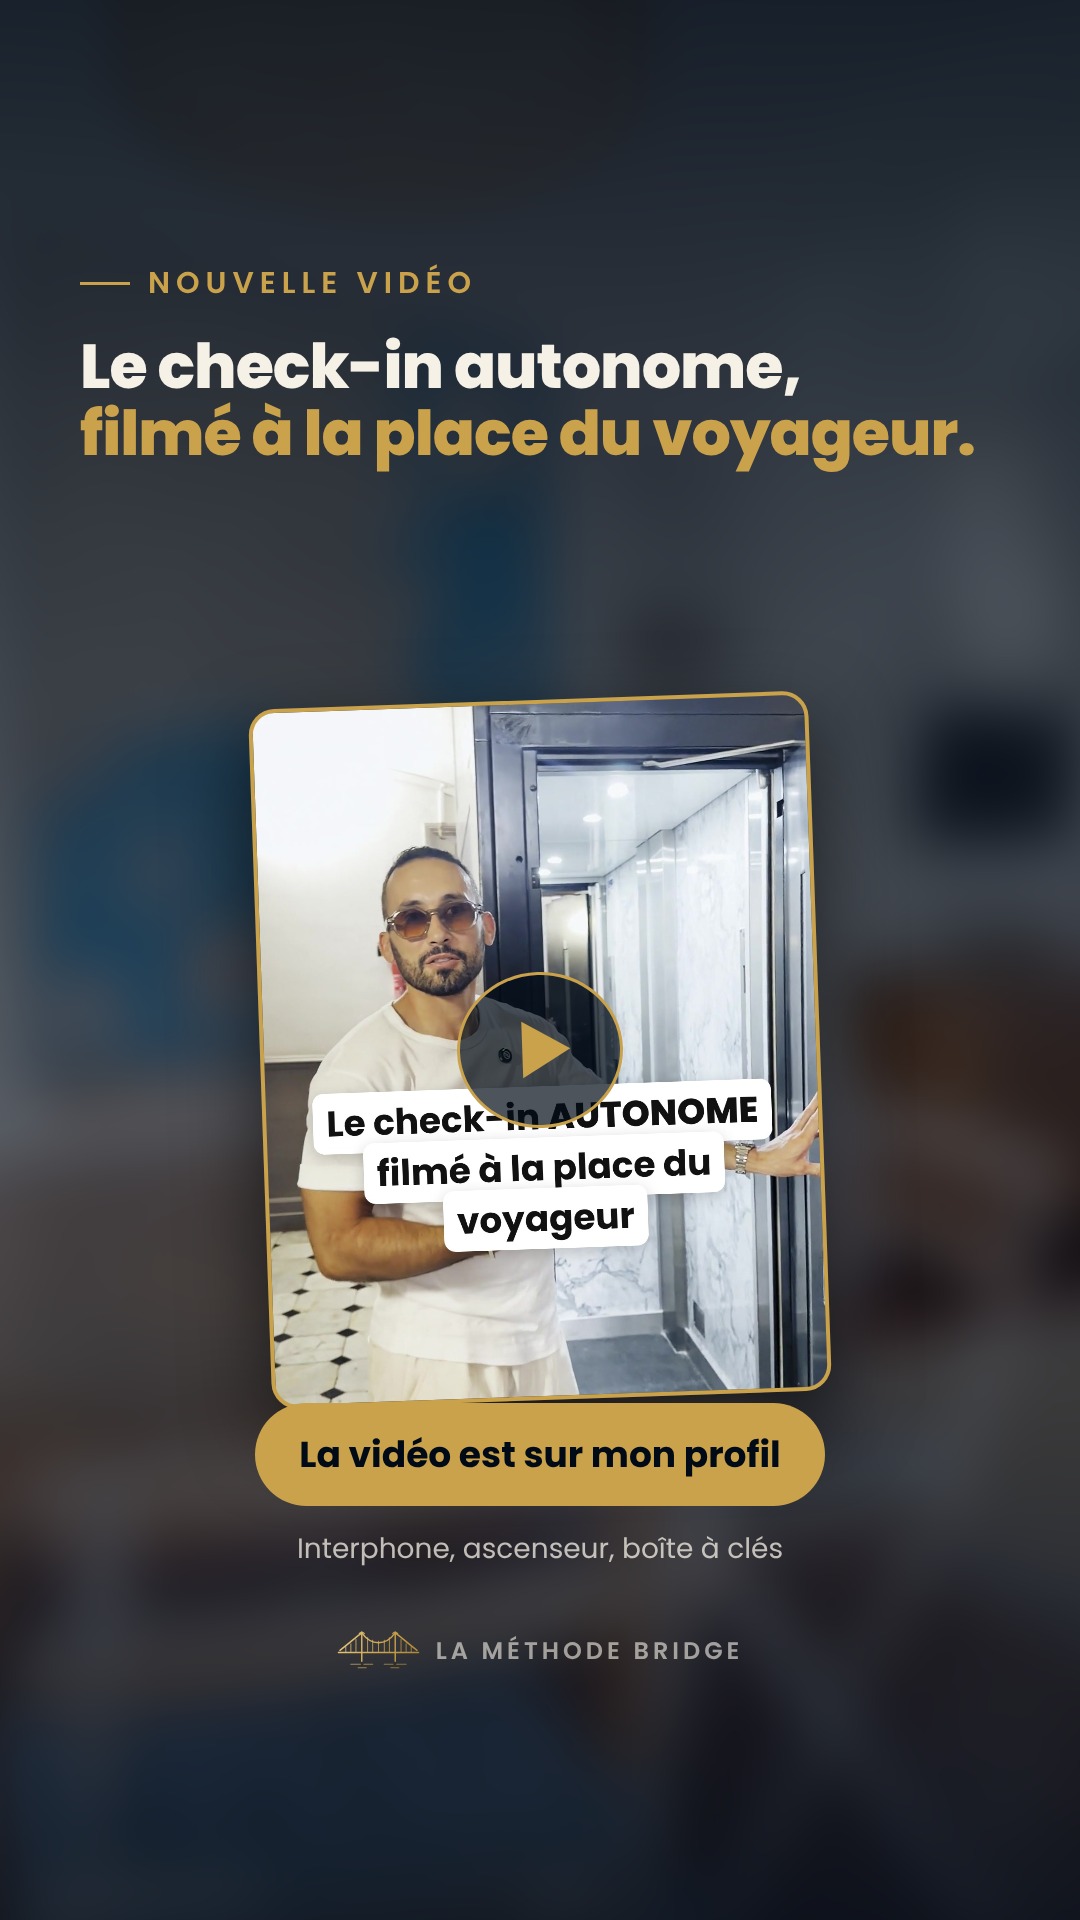 NOUVELLE VIDÉO
Le check-in autonome,
filmé à la place du voyageur.
Le check-in AUTONOME
filmé à la place du
voyageur
La vidéo est sur mon profil
Interphone, ascenseur, boîte à clés
LA MÉTHODE BRIDGE